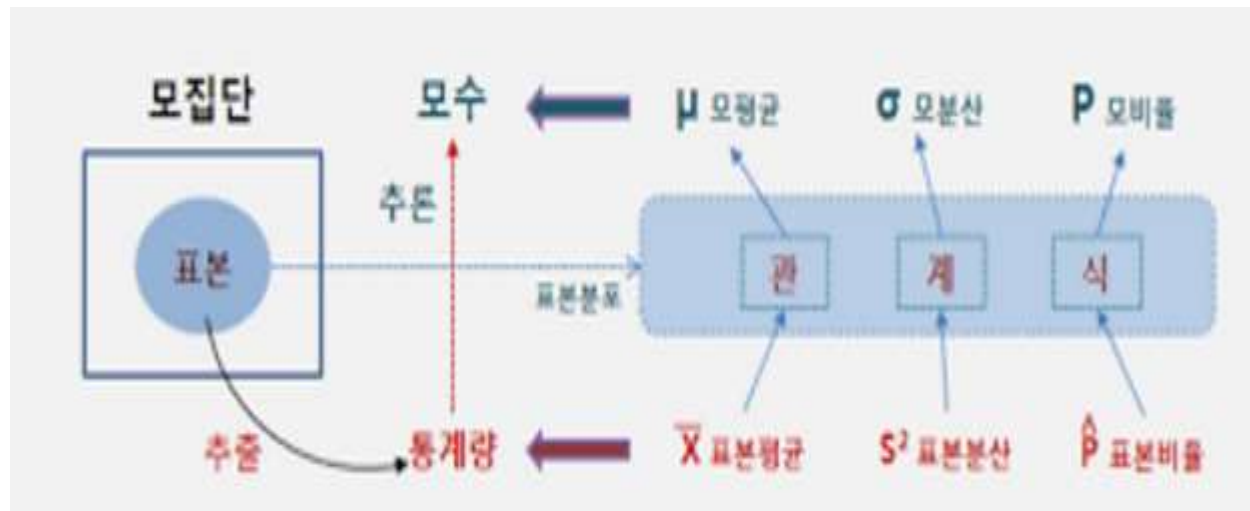 모집단 모수 μ 모평균 σ 모분산 P 모비율
추론
표본 관 계 식
표본분포
추출 통계량 X̅ 표본평균 S² 표본분산 P̂ 표본비율